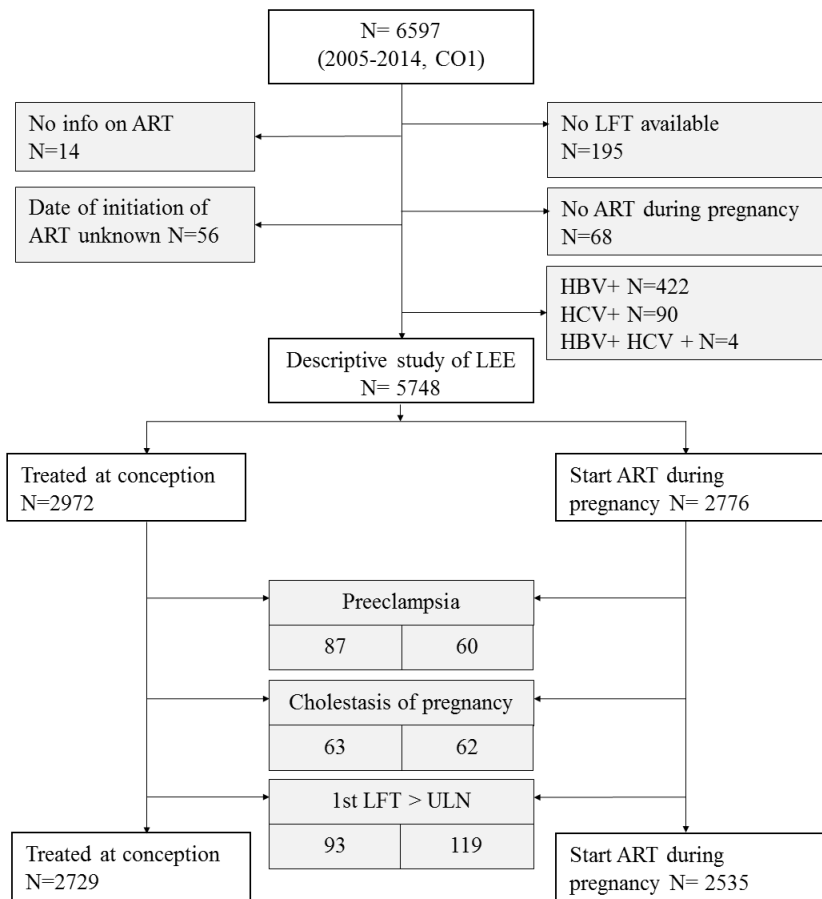 N= 6597
(2005-2014, CO1)
No info on ART
N=14
No LFT available
N=195
Date of initiation of
ART unknown N=56
No ART during pregnancy
N=68
HBV+ N=422
HCV+ N=90
HBV+ HCV + N=4
Descriptive study of LEE
N= 5748
Treated at conception
N=2972
Start ART during
pregnancy N= 2776
Preeclampsia
87 60
Cholestasis of pregnancy
63 62
1st LFT > ULN
93 119
Treated at conception
N=2729
Start ART during
pregnancy N= 2535